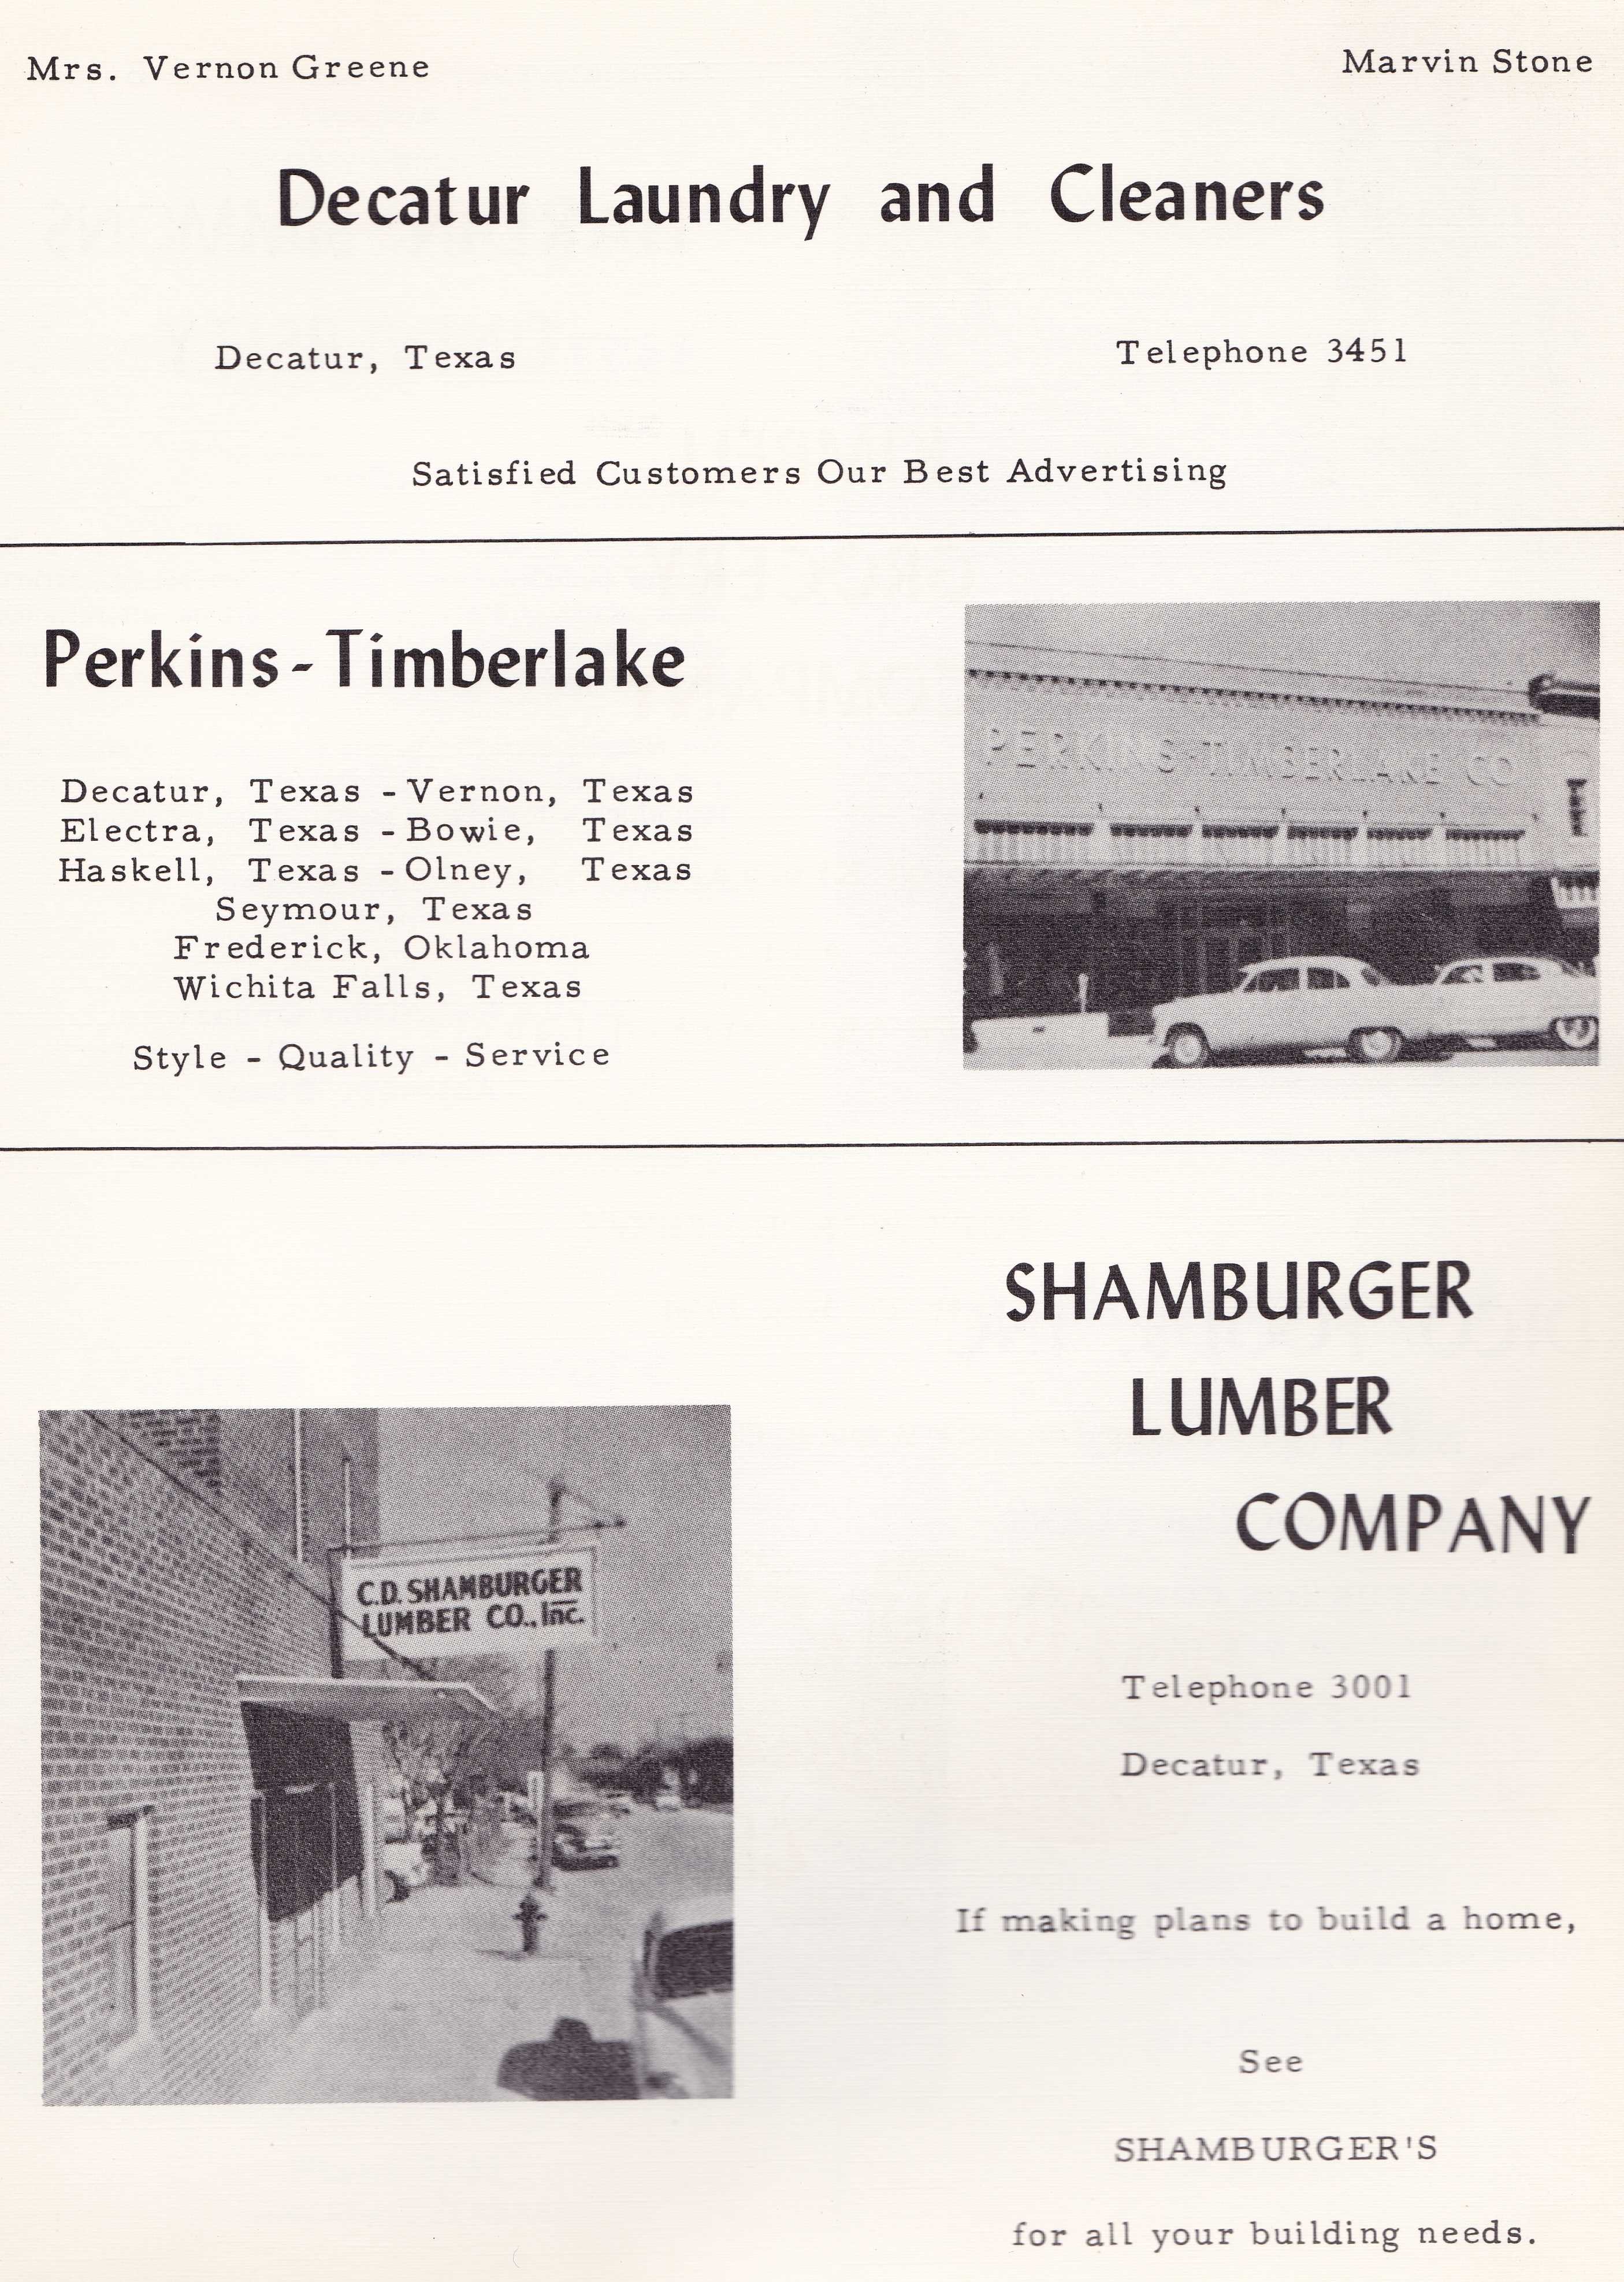 Mrs. Vernon Greene
Marvin Stone
Decatur Laundry and Cleaners
Decatur, Texas
Telephone 3451
Satisfied Customers Our Best Advertising
Perkins-Timberlake
Decatur, Texas - Vernon, Texas
Electra, Texas - Bowie, Texas
Haskell, Texas - Olney, Texas
Seymour, Texas
Frederick, Oklahoma
Wichita Falls, Texas
Style - Quality - Service
PERKINS-TIMBERLAKE CO
SHAMBURGER
LUMBER
COMPANY
C.D. SHAMBURGER
LUMBER CO., Inc.
Telephone 3001
Decatur, Texas
If making plans to build a home,
See
SHAMBURGER'S
for all your building needs.